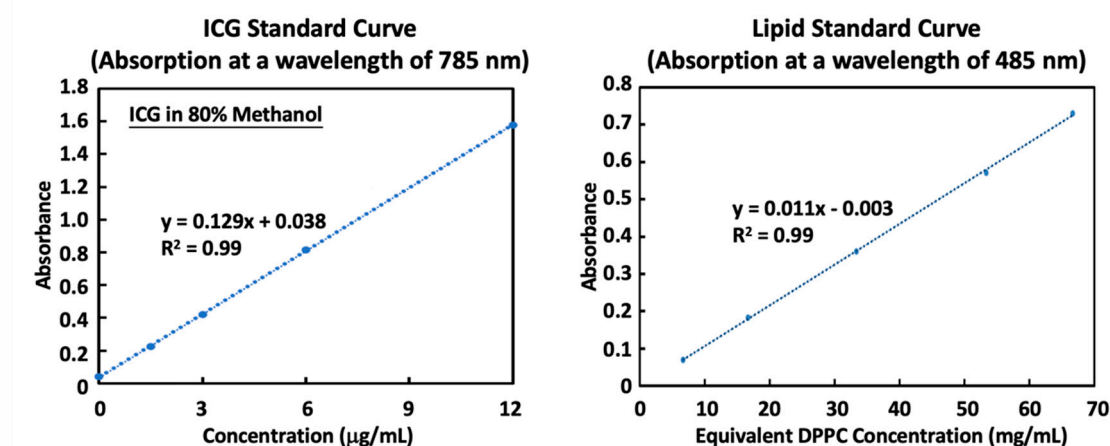 ICG Standard Curve
(Absorption at a wavelength of 785 nm)
1.8
1.6
1.4
1.2
1.0
0.8
0.6
0.4
0.2
0
Absorbance
ICG in 80% Methanol
y = 0.129x + 0.038
R² = 0.99
0 3 6 9 12
Concentration (μg/mL)
Lipid Standard Curve
(Absorption at a wavelength of 485 nm)
0.8
0.7
0.6
0.5
0.4
0.3
0.2
0.1
0
Absorbance
y = 0.011x - 0.003
R² = 0.99
0 10 20 30 40 50 60 70
Equivalent DPPC Concentration (mg/mL)